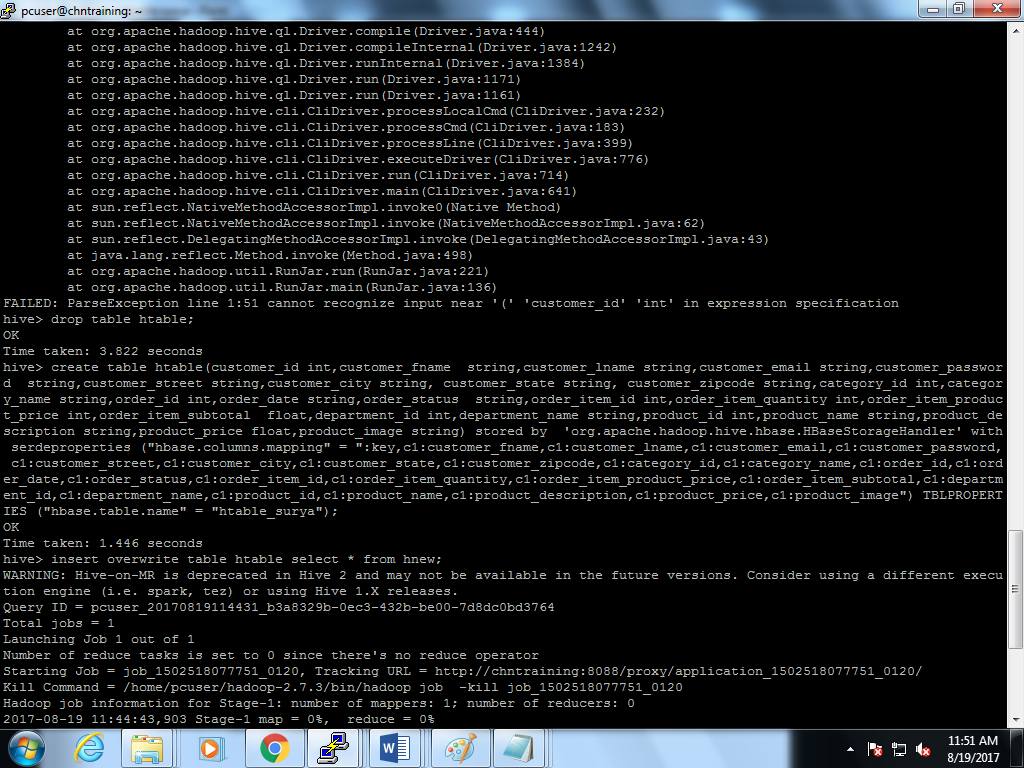 pcuser@chntraining: ~
        at org.apache.hadoop.hive.ql.Driver.compile(Driver.java:444)
        at org.apache.hadoop.hive.ql.Driver.compileInternal(Driver.java:1242)
        at org.apache.hadoop.hive.ql.Driver.runInternal(Driver.java:1384)
        at org.apache.hadoop.hive.ql.Driver.run(Driver.java:1171)
        at org.apache.hadoop.hive.ql.Driver.run(Driver.java:1161)
        at org.apache.hadoop.hive.cli.CliDriver.processLocalCmd(CliDriver.java:232)
        at org.apache.hadoop.hive.cli.CliDriver.processCmd(CliDriver.java:183)
        at org.apache.hadoop.hive.cli.CliDriver.processLine(CliDriver.java:399)
        at org.apache.hadoop.hive.cli.CliDriver.executeDriver(CliDriver.java:776)
        at org.apache.hadoop.hive.cli.CliDriver.run(CliDriver.java:714)
        at org.apache.hadoop.hive.cli.CliDriver.main(CliDriver.java:641)
        at sun.reflect.NativeMethodAccessorImpl.invoke0(Native Method)
        at sun.reflect.NativeMethodAccessorImpl.invoke(NativeMethodAccessorImpl.java:62)
        at sun.reflect.DelegatingMethodAccessorImpl.invoke(DelegatingMethodAccessorImpl.java:43)
        at java.lang.reflect.Method.invoke(Method.java:498)
        at org.apache.hadoop.util.RunJar.run(RunJar.java:221)
        at org.apache.hadoop.util.RunJar.main(RunJar.java:136)
FAILED: ParseException line 1:51 cannot recognize input near '(' 'customer_id' 'int' in expression specification
hive> drop table htable;
OK
Time taken: 3.822 seconds
hive> create table htable(customer_id int,customer_fname  string,customer_lname string,customer_email string,customer_passwor
d  string,customer_street string,customer_city string, customer_state string, customer_zipcode string,category_id int,categor
y_name string,order_id int,order_date string,order_status  string,order_item_id int,order_item_quantity int,order_item_produc
t_price int,order_item_subtotal  float,department_id int,department_name string,product_id int,product_name string,product_de
scription string,product_price float,product_image string) stored by  'org.apache.hadoop.hive.hbase.HBaseStorageHandler' with
 serdeproperties ("hbase.columns.mapping" = ":key,c1:customer_fname,c1:customer_lname,c1:customer_email,c1:customer_password,
 c1:customer_street,c1:customer_city,c1:customer_state,c1:customer_zipcode,c1:category_id,c1:category_name,c1:order_id,c1:ord
er_date,c1:order_status,c1:order_item_id,c1:order_item_quantity,c1:order_item_product_price,c1:order_item_subtotal,c1:departm
ent_id,c1:department_name,c1:product_id,c1:product_name,c1:product_description,c1:product_price,c1:product_image") TBLPROPERT
IES ("hbase.table.name" = "htable_surya");
OK
Time taken: 1.446 seconds
hive> insert overwrite table htable select * from hnew;
WARNING: Hive-on-MR is deprecated in Hive 2 and may not be available in the future versions. Consider using a different execu
tion engine (i.e. spark, tez) or using Hive 1.X releases.
Query ID = pcuser_20170819114431_b3a8329b-0ec3-432b-be00-7d8dc0bd3764
Total jobs = 1
Launching Job 1 out of 1
Number of reduce tasks is set to 0 since there's no reduce operator
Starting Job = job_1502518077751_0120, Tracking URL = http://chntraining:8088/proxy/application_1502518077751_0120/
Kill Command = /home/pcuser/hadoop-2.7.3/bin/hadoop job  -kill job_1502518077751_0120
Hadoop job information for Stage-1: number of mappers: 1; number of reducers: 0
2017-08-19 11:44:43,903 Stage-1 map = 0%,  reduce = 0%
11:51 AM
8/19/2017